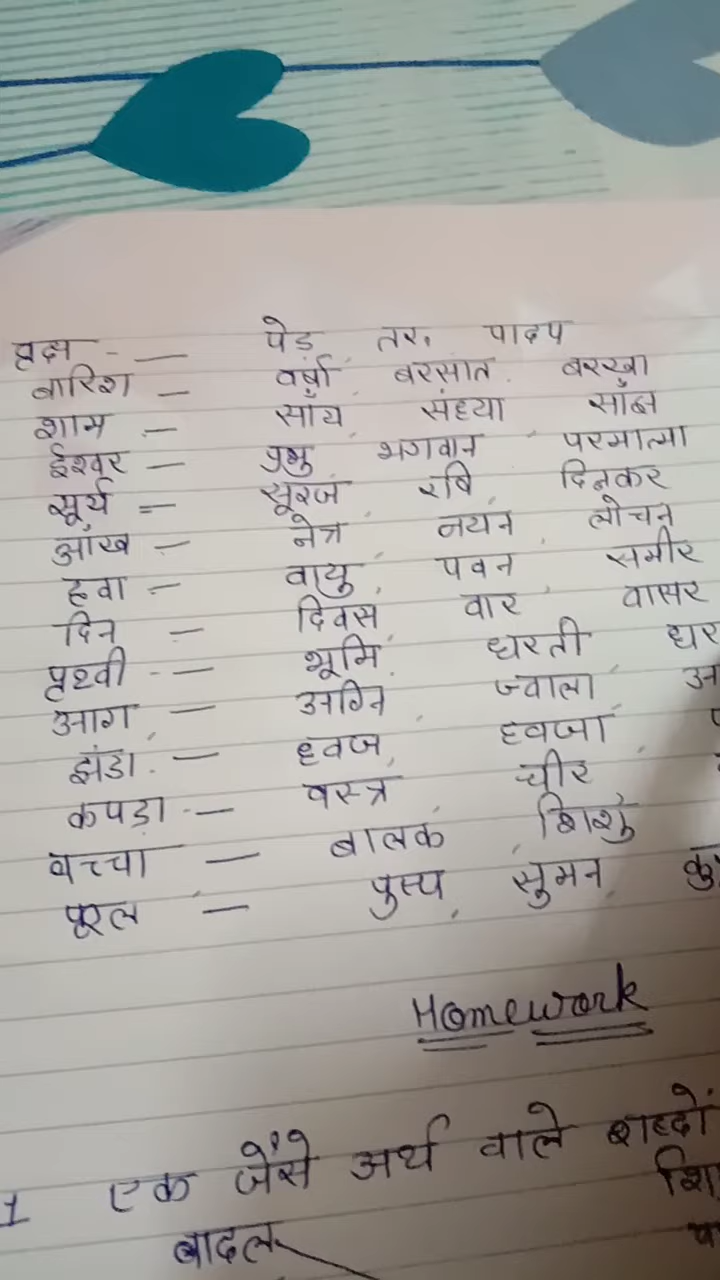 वृक्ष - पेड़, तरु, पादप
बारिश - वर्षा, बरसात, बरखा
शाम - साँय, संध्या, साँझ
ईश्वर - प्रभु, भगवान, परमात्मा
सूर्य = सूरज, रवि, दिनकर
आँख - नेत्र, नयन, लोचन
हवा - वायु, पवन, समीर
दिन - दिवस, वार, वासर
पृथ्वी - भूमि, धरती, धर
आग - अग्नि, ज्वाला,
झंडा - ध्वज, ध्वजा,
कपड़ा - वस्त्र, चीर
बच्चा - बालक, शिशु
फूल - पुष्प, सुमन, कु
Homework
1 एक जैसे अर्थ वाले शब्दों
बादल शि